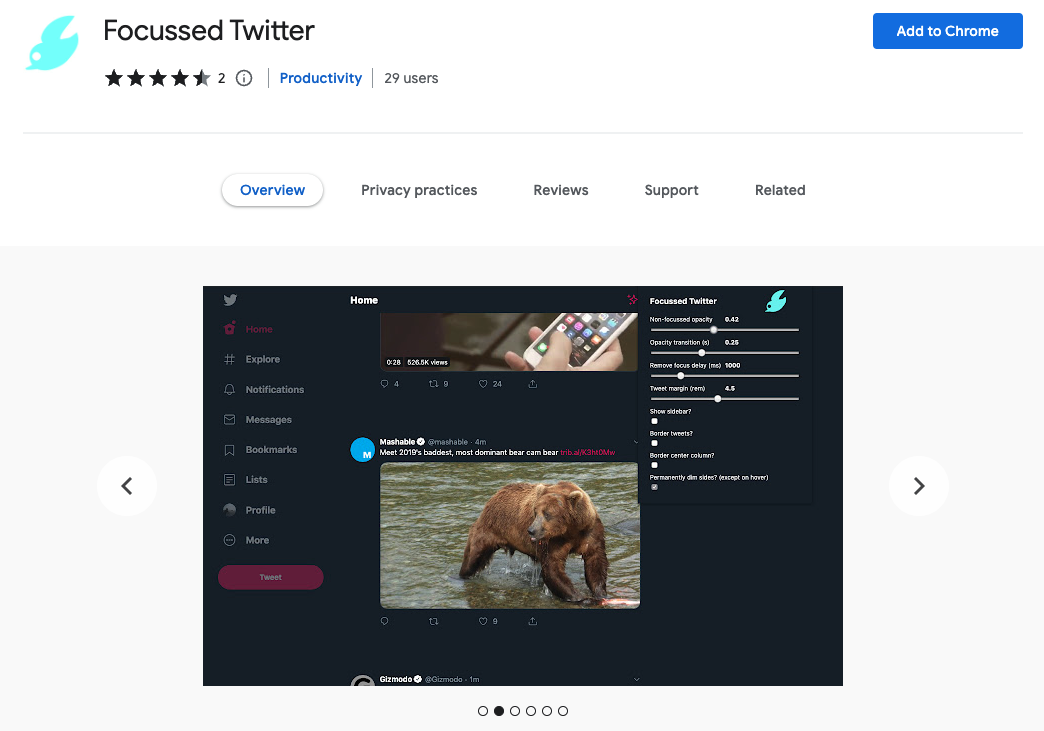 Focussed Twitter
Add to Chrome
2
Productivity
29 users
Overview
Privacy practices
Reviews
Support
Related
Home
Home
Explore
Notifications
Messages
Bookmarks
Lists
Profile
More
Tweet
0:28 526.5K views
4 9 24
Mashable @mashable · 4m
Meet 2019's baddest, most dominant bear cam bear trib.al/K3ht0Mw
M
9
Gizmodo @Gizmodo · 1m
Focussed Twitter
Non-focussed opacity 0.42
Opacity transition (s) 0.25
Remove focus delay (ms) 1000
Tweet margin (rem) 4.5
Show sidebar?
Border tweets?
Border center column?
Permanently dim sides? (except on hover)